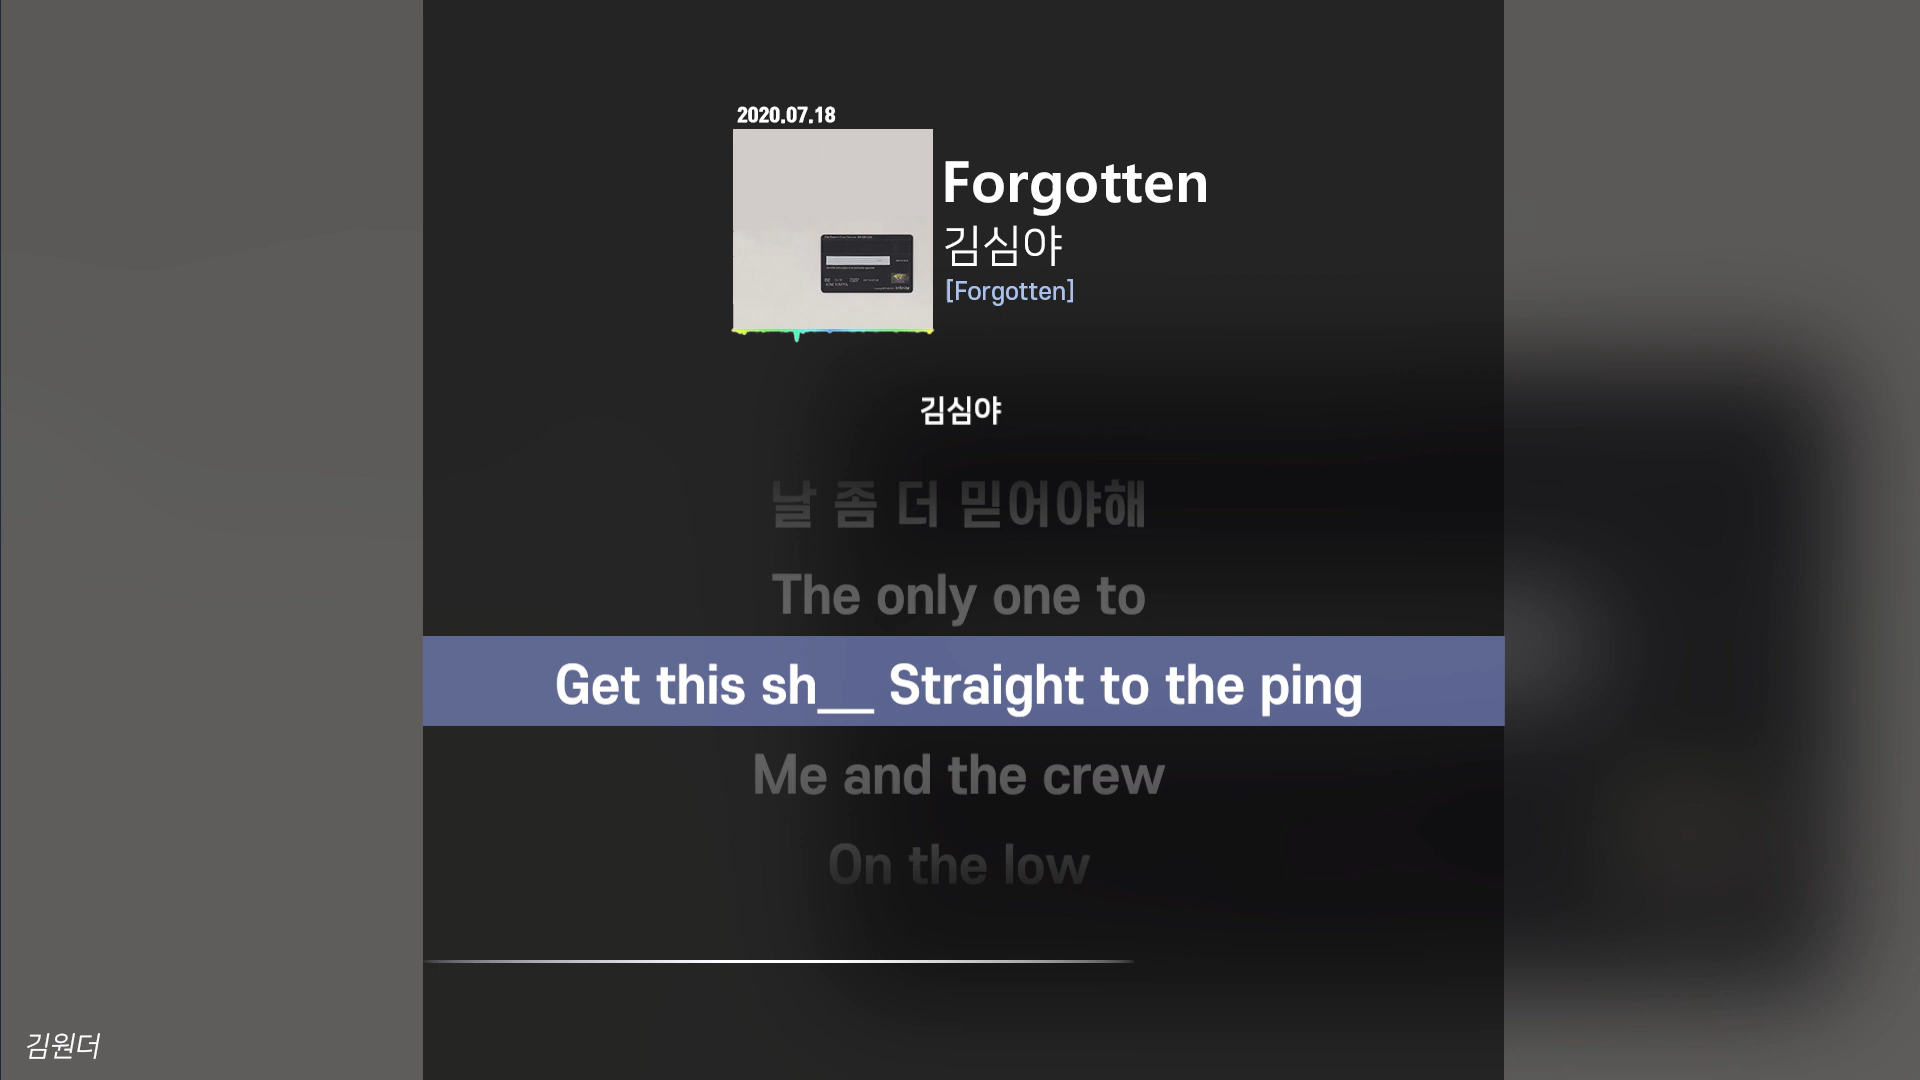 2020.07.18
Forgotten
김심야
[Forgotten]
김심야
날 좀 더 믿어야해
The only one to
Get this sh__ Straight to the ping
Me and the crew
On the low
김원더